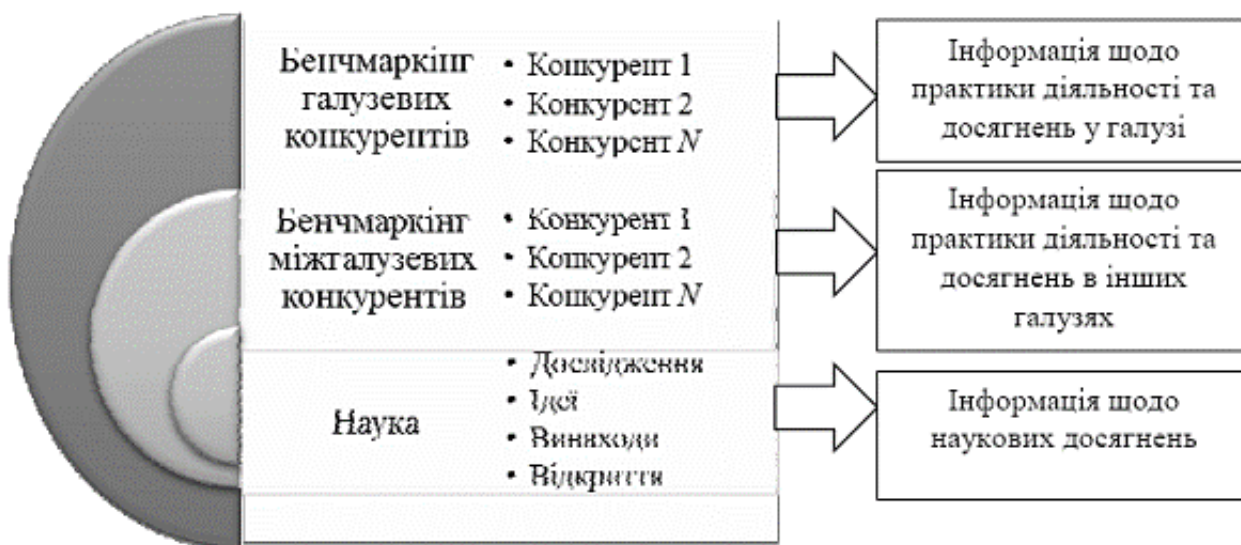 Бенчмаркінг
галузевих
конкурентів
• Конкурент 1
• Конкурент 2
• Конкурент N
Інформація щодо
практики діяльності та
досягнень у галузі
Бенчмаркінг
міжгалузевих
конкурентів
• Конкурент 1
• Конкурент 2
• Конкурент N
Інформація щодо
практики діяльності та
досягнень в інших
галузях
Наука
• Дослідження
• Ідеї
• Винаходи
• Відкриття
Інформація щодо
наукових досягнень